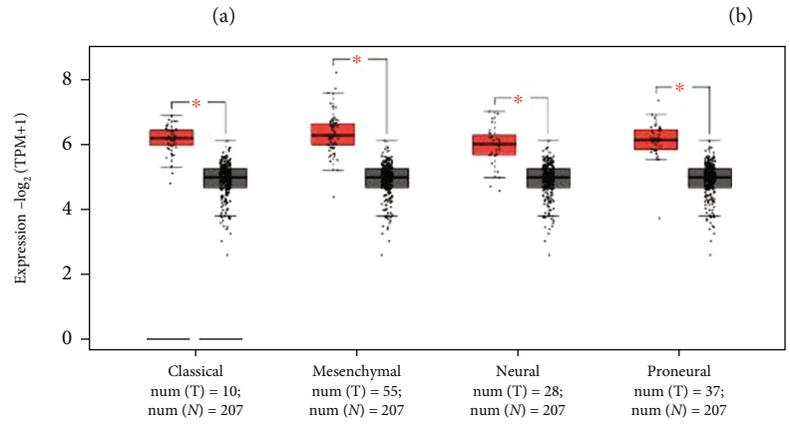 (a)
(b)
Expression –log2 (TPM+1)
8
6
4
2
0
*
*
*
*
Classical
num (T) = 10;
num (N) = 207
Mesenchymal
num (T) = 55;
num (N) = 207
Neural
num (T) = 28;
num (N) = 207
Proneural
num (T) = 37;
num (N) = 207